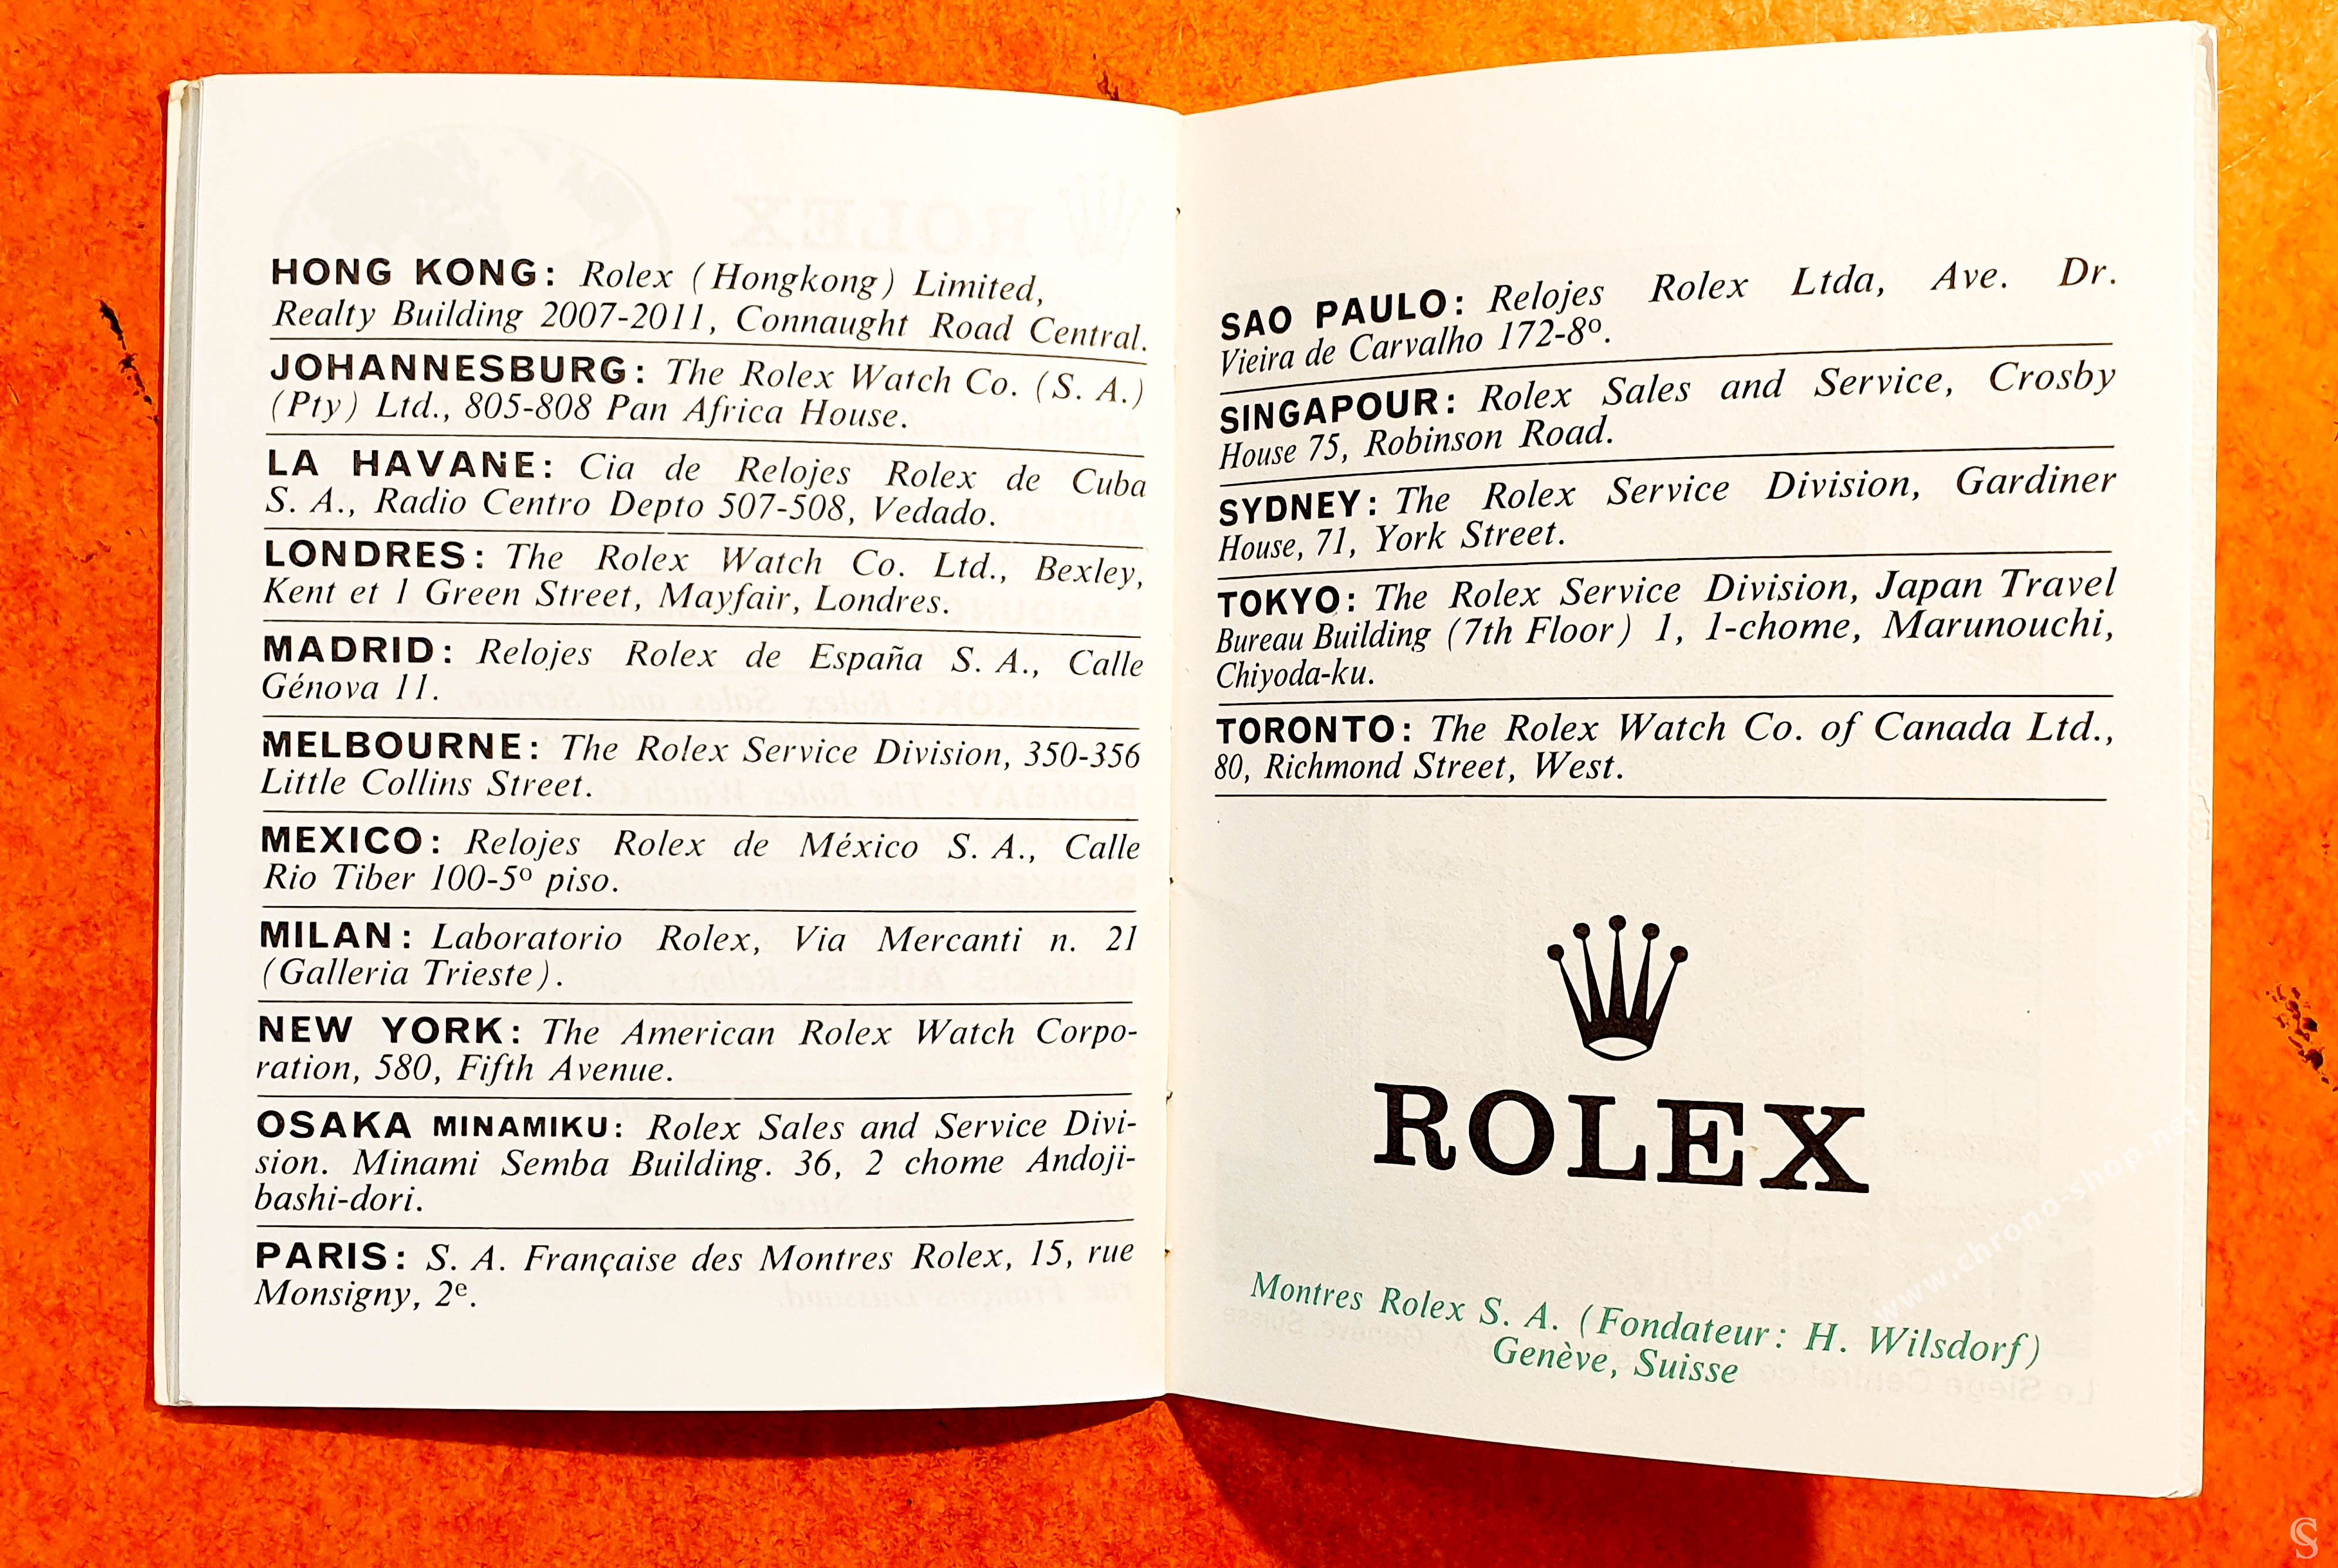 HONG KONG: Rolex (Hongkong) Limited,
Realty Building 2007-2011, Connaught Road Central.
JOHANNESBURG: The Rolex Watch Co. (S. A.)
(Pty) Ltd., 805-808 Pan Africa House.
LA HAVANE: Cia de Relojes Rolex de Cuba
S. A., Radio Centro Depto 507-508, Vedado.
LONDRES: The Rolex Watch Co. Ltd., Bexley,
Kent et 1 Green Street, Mayfair, Londres.
MADRID: Relojes Rolex de España S. A., Calle
Génova 11.
MELBOURNE: The Rolex Service Division, 350-356
Little Collins Street.
MEXICO: Relojes Rolex de México S. A., Calle
Rio Tiber 100-5º piso.
MILAN: Laboratorio Rolex, Via Mercanti n. 21
(Galleria Trieste).
NEW YORK: The American Rolex Watch Corpo-
ration, 580, Fifth Avenue.
OSAKA MINAMIKU: Rolex Sales and Service Divi-
sion. Minami Semba Building. 36, 2 chome Andoji-
bashi-dori.
PARIS: S. A. Française des Montres Rolex, 15, rue
Monsigny, 2e.
SAO PAULO: Relojes Rolex Ltda, Ave. Dr.
Vieira de Carvalho 172-8º.
SINGAPOUR: Rolex Sales and Service, Crosby
House 75, Robinson Road.
SYDNEY: The Rolex Service Division, Gardiner
House, 71, York Street.
TOKYO: The Rolex Service Division, Japan Travel
Bureau Building (7th Floor) 1, 1-chome, Marunouchi,
Chiyoda-ku.
TORONTO: The Rolex Watch Co. of Canada Ltd.,
80, Richmond Street, West.
ROLEX
Montres Rolex S. A. (Fondateur: H. Wilsdorf)
Genève, Suisse
www.chrono-shop.net